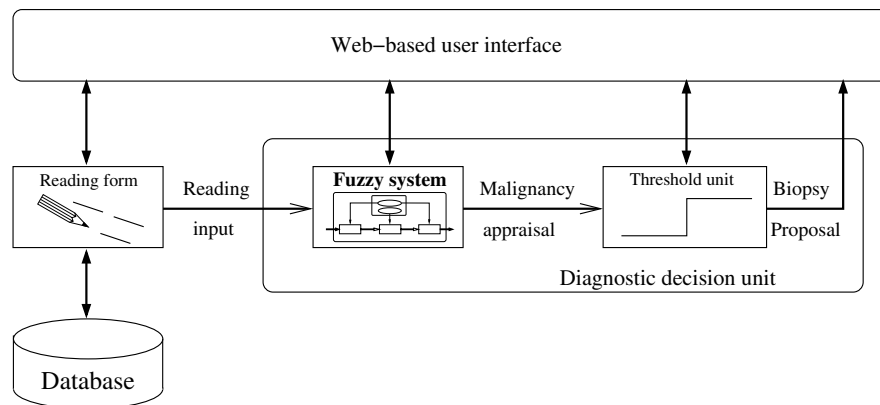 Web−based user interface
Reading form
Reading
input
Fuzzy system
Malignancy
appraisal
Threshold unit
Biopsy
Proposal
Diagnostic decision unit
Database